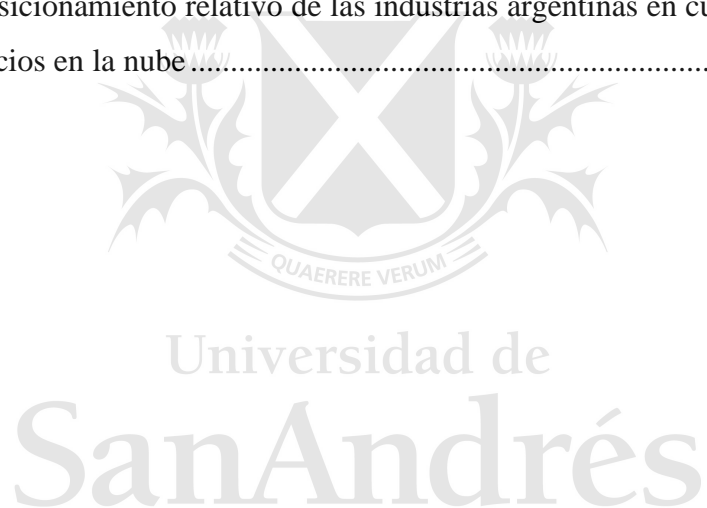 sicionamiento relativo de las industrias argentinas en cu
cios en la nube................................................................................
QUAERERE VERUM
Universidad de
SanAndrés